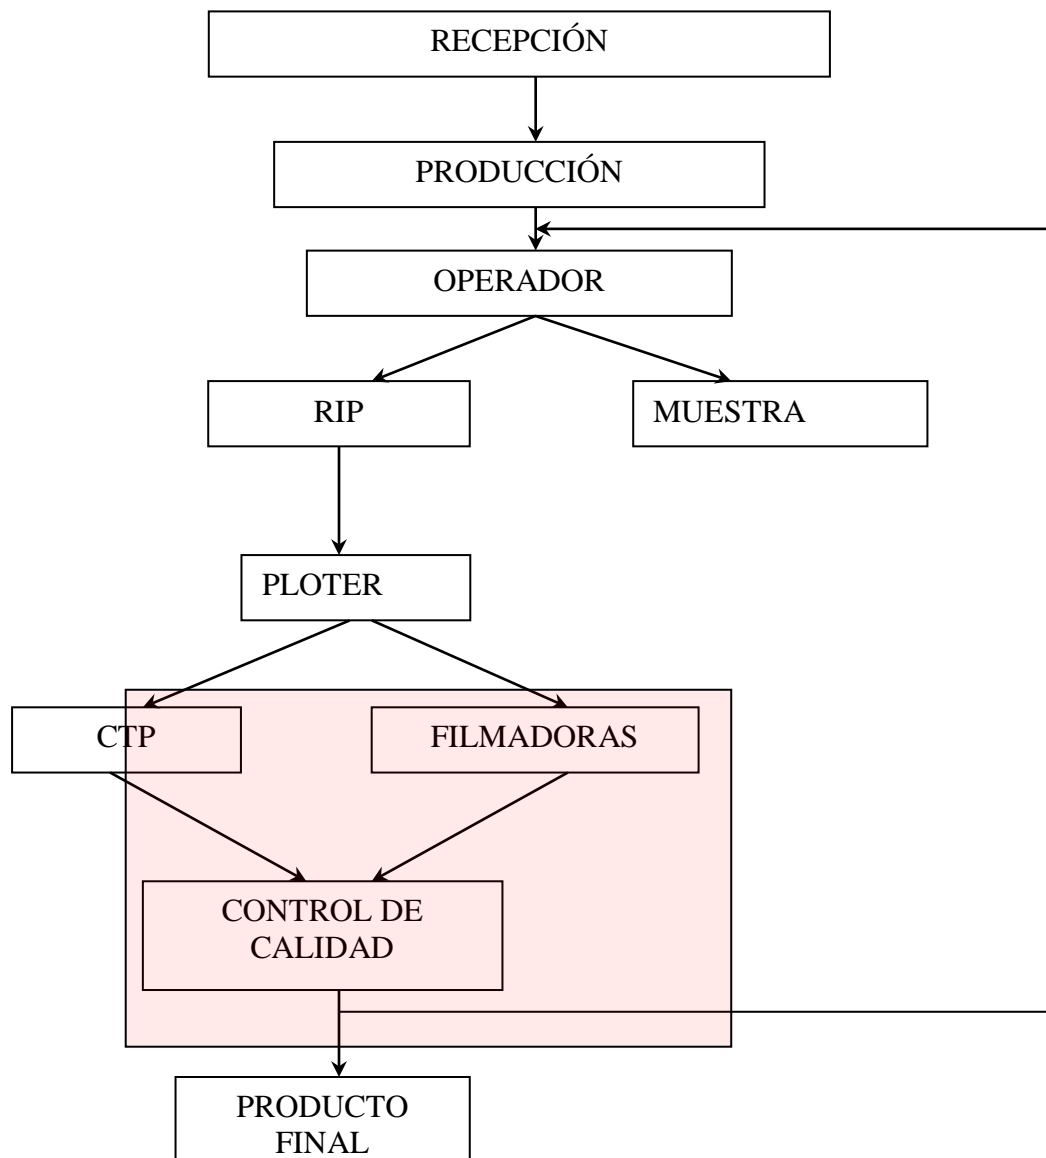 RECEPCIÓN
PRODUCCIÓN
OPERADOR
RIP
MUESTRA
PLOTER
CTP
FILMADORAS
CONTROL DE
CALIDAD
PRODUCTO
FINAL